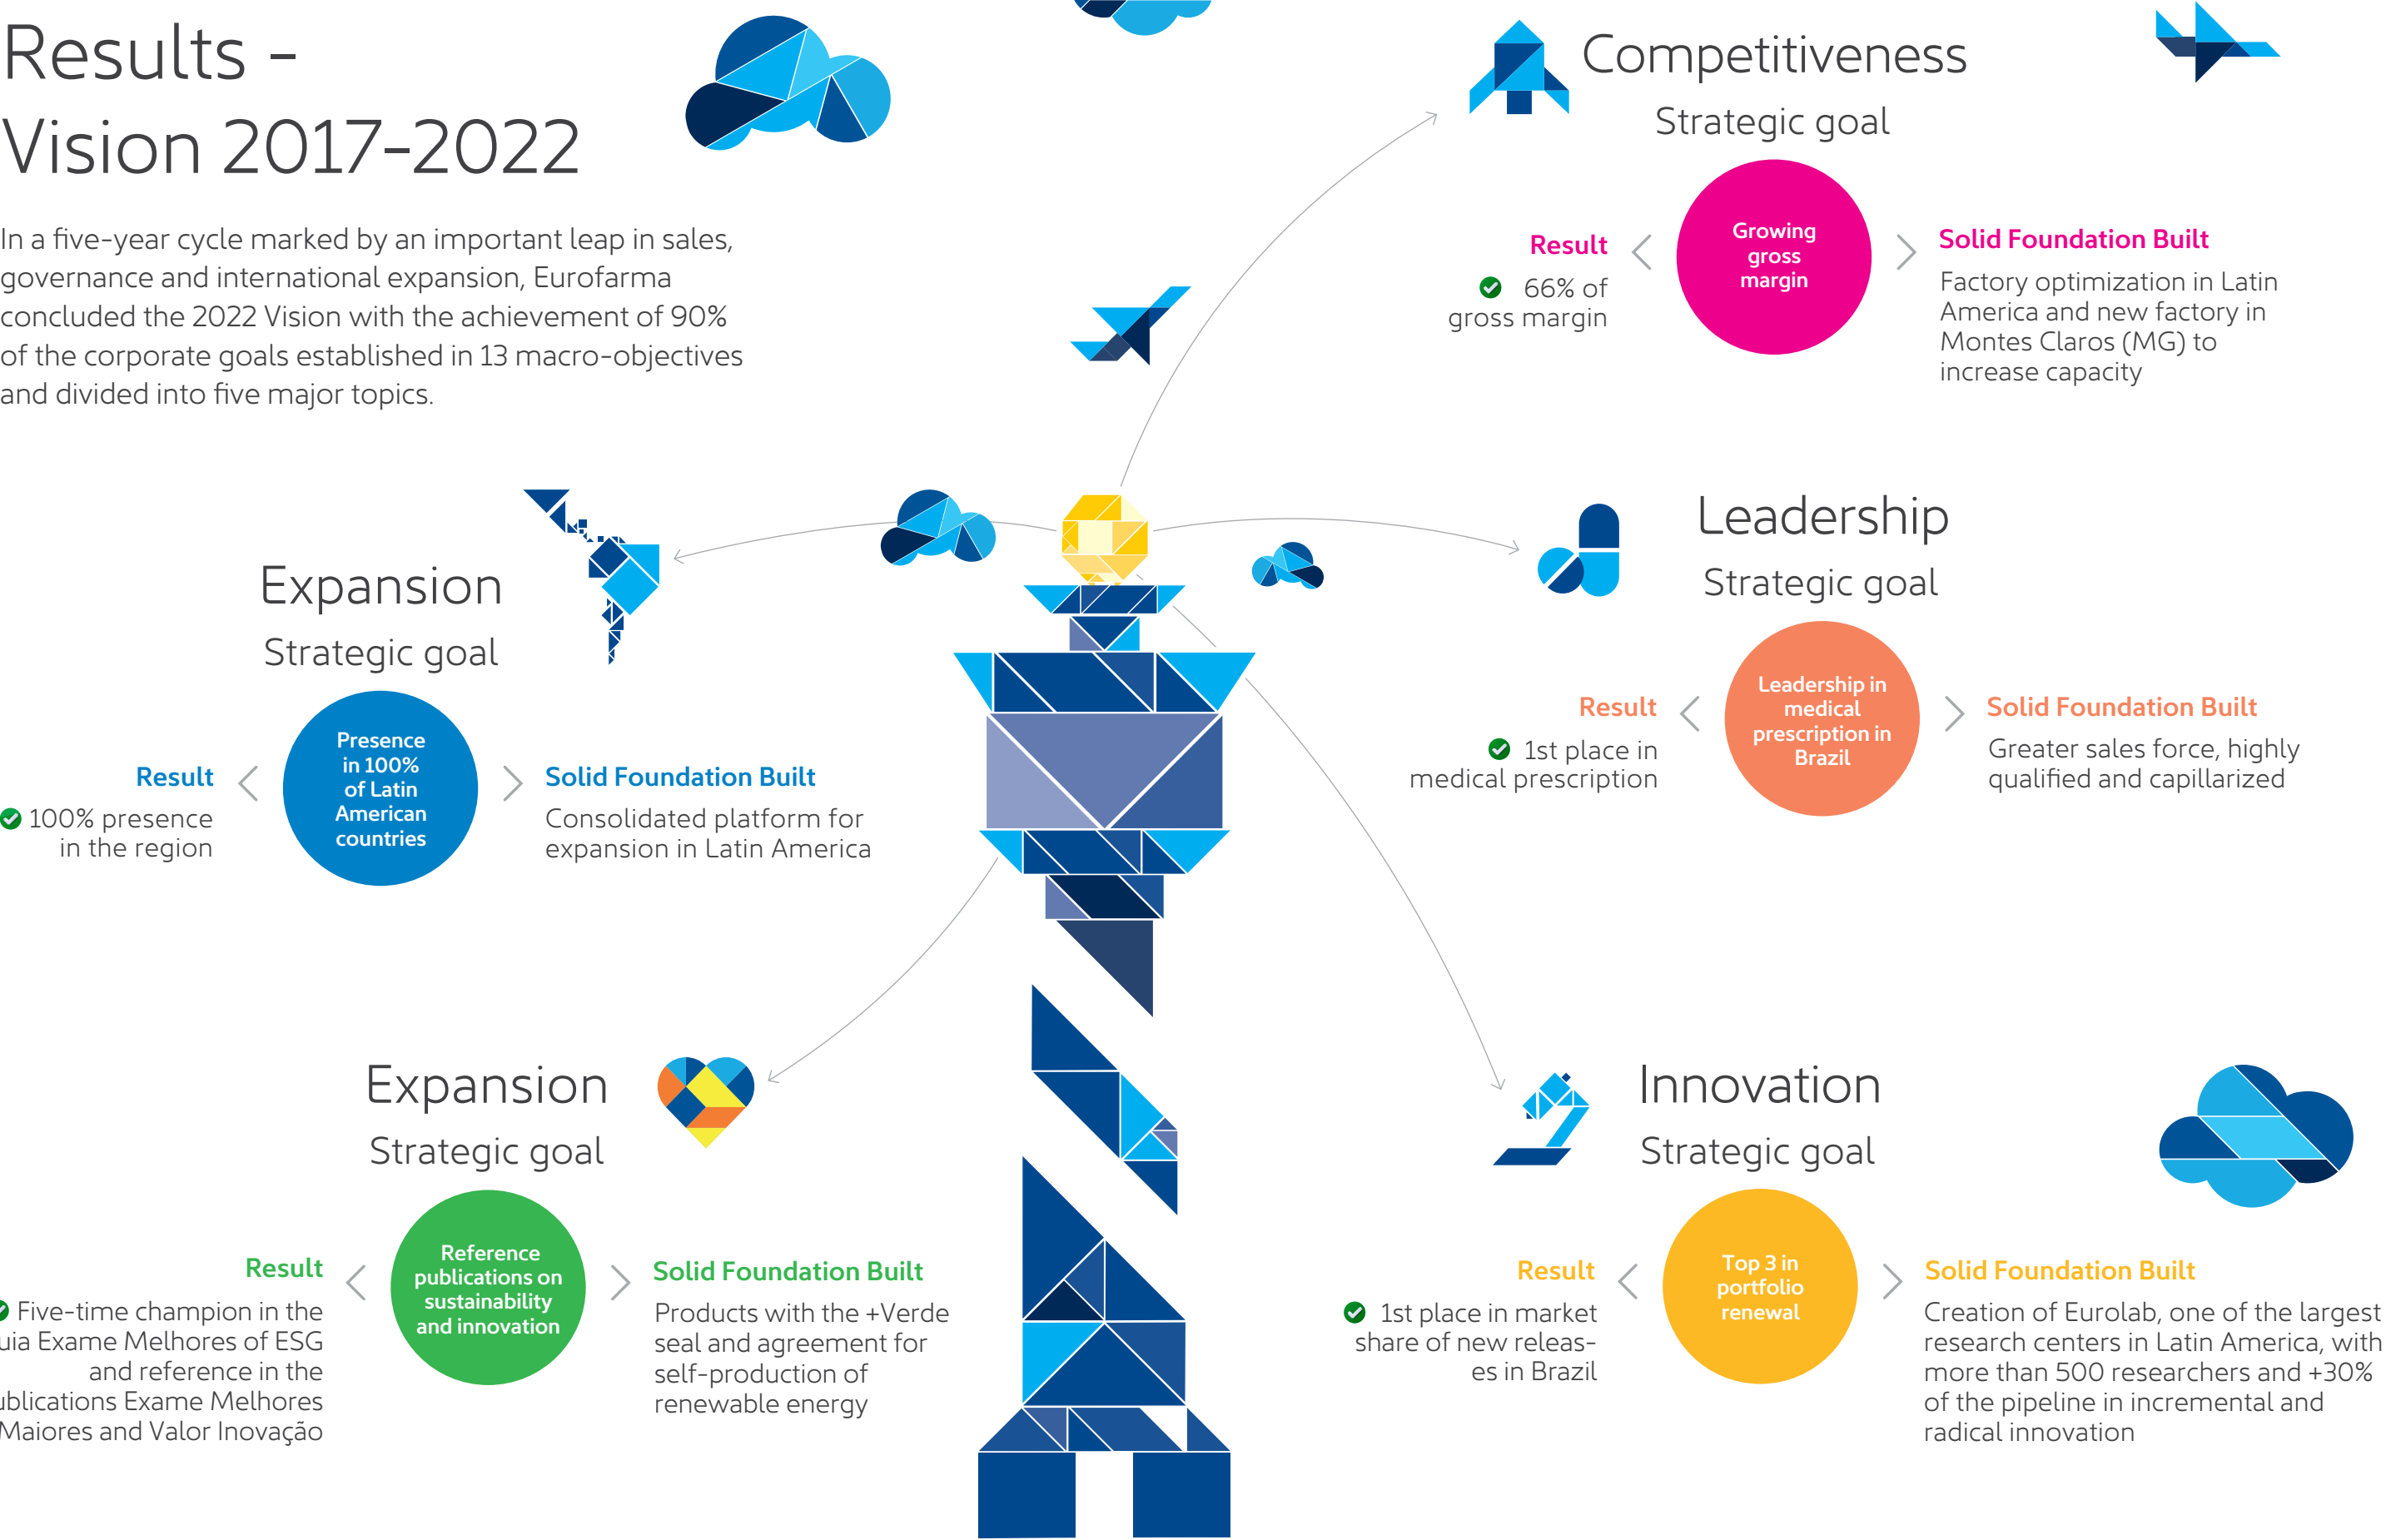 Results -
Vision 2017-2022
In a five-year cycle marked by an important leap in sales,
governance and international expansion, Eurofarma
concluded the 2022 Vision with the achievement of 90%
of the corporate goals established in 13 macro-objectives
and divided into five major topics.
Competitiveness
Strategic goal
Growing
gross
margin
Result
66% of
gross margin
Solid Foundation Built
Factory optimization in Latin
America and new factory in
Montes Claros (MG) to
increase capacity
Expansion
Strategic goal
Presence
in 100%
of Latin
American
countries
Result
100% presence
in the region
Solid Foundation Built
Consolidated platform for
expansion in Latin America
Leadership
Strategic goal
Leadership in
medical
prescription in
Brazil
Result
1st place in
medical prescription
Solid Foundation Built
Greater sales force, highly
qualified and capillarized
Expansion
Strategic goal
Reference
publications on
sustainability
and innovation
Result
Five-time champion in the
Exame Melhores of ESG
and reference in the
Exame Melhores
Maiores and Valor Inovação
Solid Foundation Built
Products with the +Verde
seal and agreement for
self-production of
renewable energy
Innovation
Strategic goal
Top 3 in
portfolio
renewal
Result
1st place in market
share of new releas-
es in Brazil
Solid Foundation Built
Creation of Eurolab, one of the largest
research centers in Latin America, with
more than 500 researchers and +30%
of the pipeline in incremental and
radical innovation